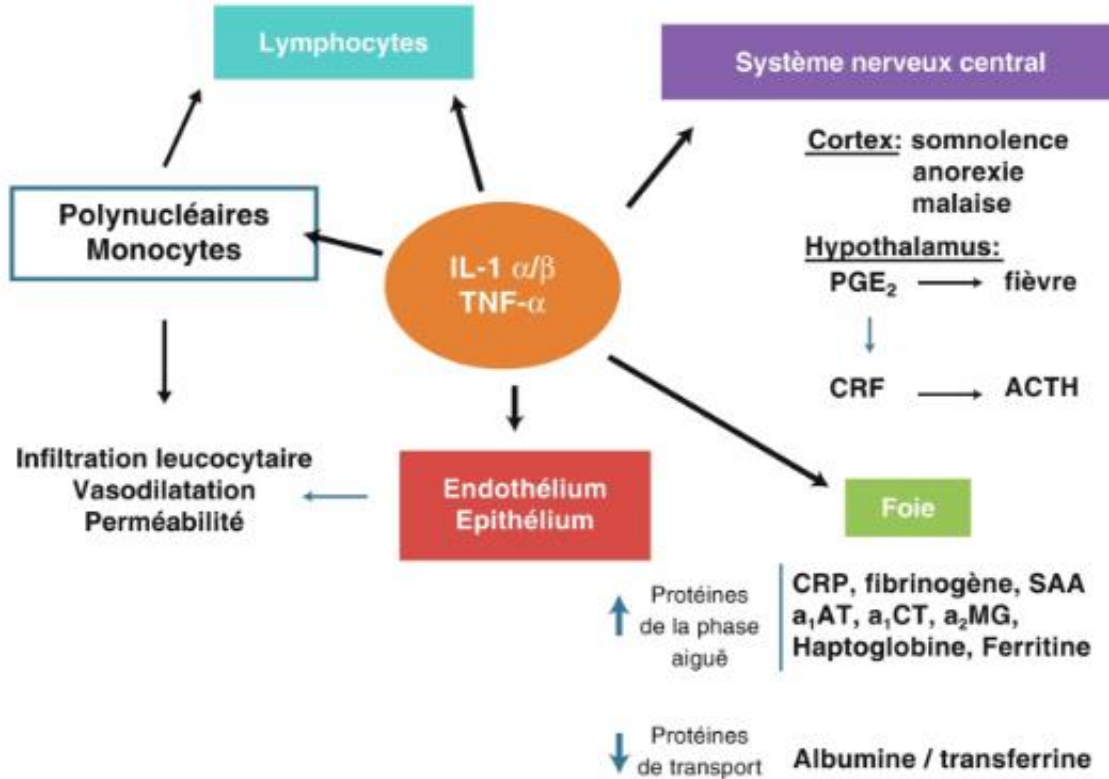 Lymphocytes
Système nerveux central
Cortex: somnolence
anorexie
malaise
Hypothalamus:
PGE₂ fièvre
CRF ACTH
Polynucléaires
Monocytes
IL-1 α/β
TNF-α
Infiltration leucocytaire
Vasodilatation
Perméabilité
Endothélium
Epithélium
Foie
Protéines
de la phase
aiguë
CRP, fibrinogène, SAA
a₁AT, a₁CT, a₂MG,
Haptoglobine, Ferritine
Protéines
de transport
Albumine / transferrine